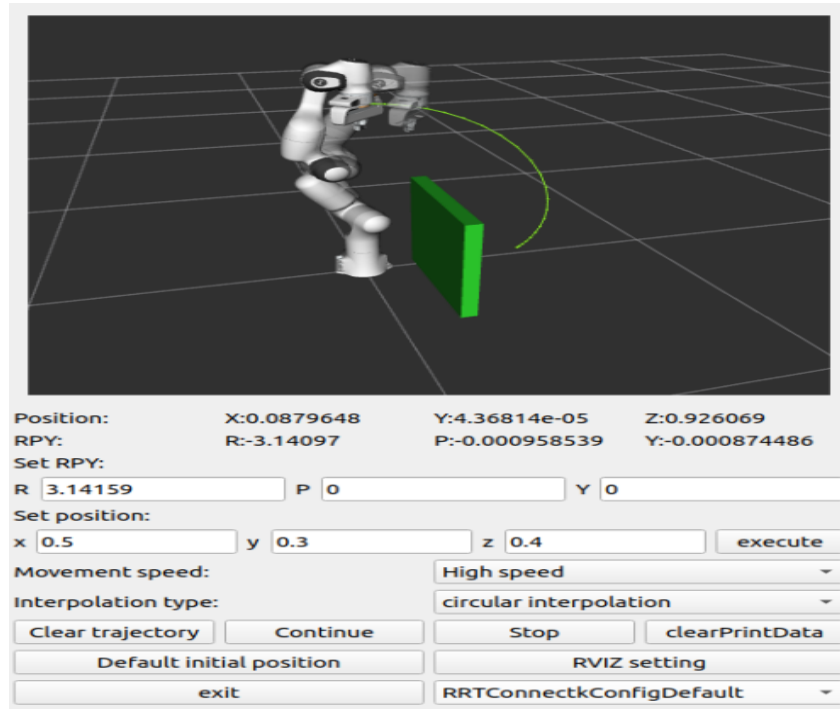 Position: X:0.0879648 Y:4.36814e-05 Z:0.926069
RPY: R:-3.14097 P:-0.000958539 Y:-0.000874486
Set RPY:
R 3.14159 P 0 Y 0
Set position:
x 0.5 y 0.3 z 0.4 execute
Movement speed: High speed
Interpolation type: circular interpolation
Clear trajectory Continue Stop clearPrintData
Default initial position RVIZ setting
exit RRTConnectkConfigDefault